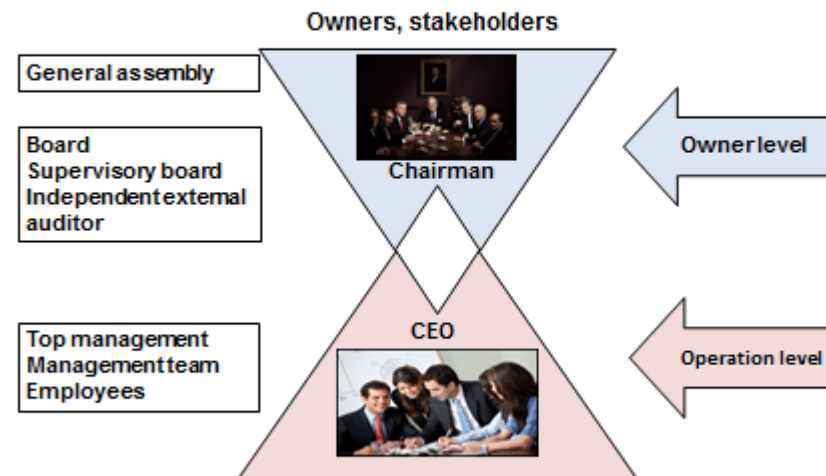 Owners, stakeholders
General assembly
Board
Supervisory board
Independent external
auditor
Chairman
Owner level
Top management
Management team
Employees
CEO
Operation level